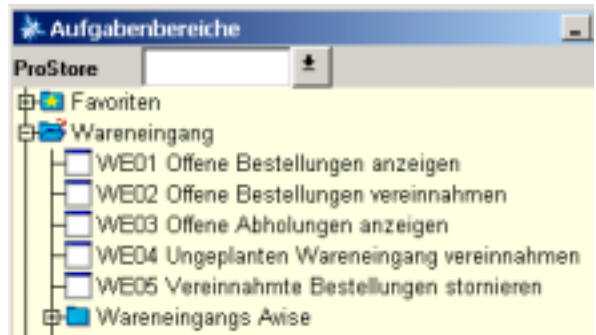 Aufgabenbereiche
ProStore
Favoriten
Wareneingang
WE01 Offene Bestellungen anzeigen
WE02 Offene Bestellungen vereinnahmen
WE03 Offene Abholungen anzeigen
WE04 Ungeplanten Wareneingang vereinnahmen
WE05 Vereinnahmte Bestellungen stornieren
Wareneingangs Avise